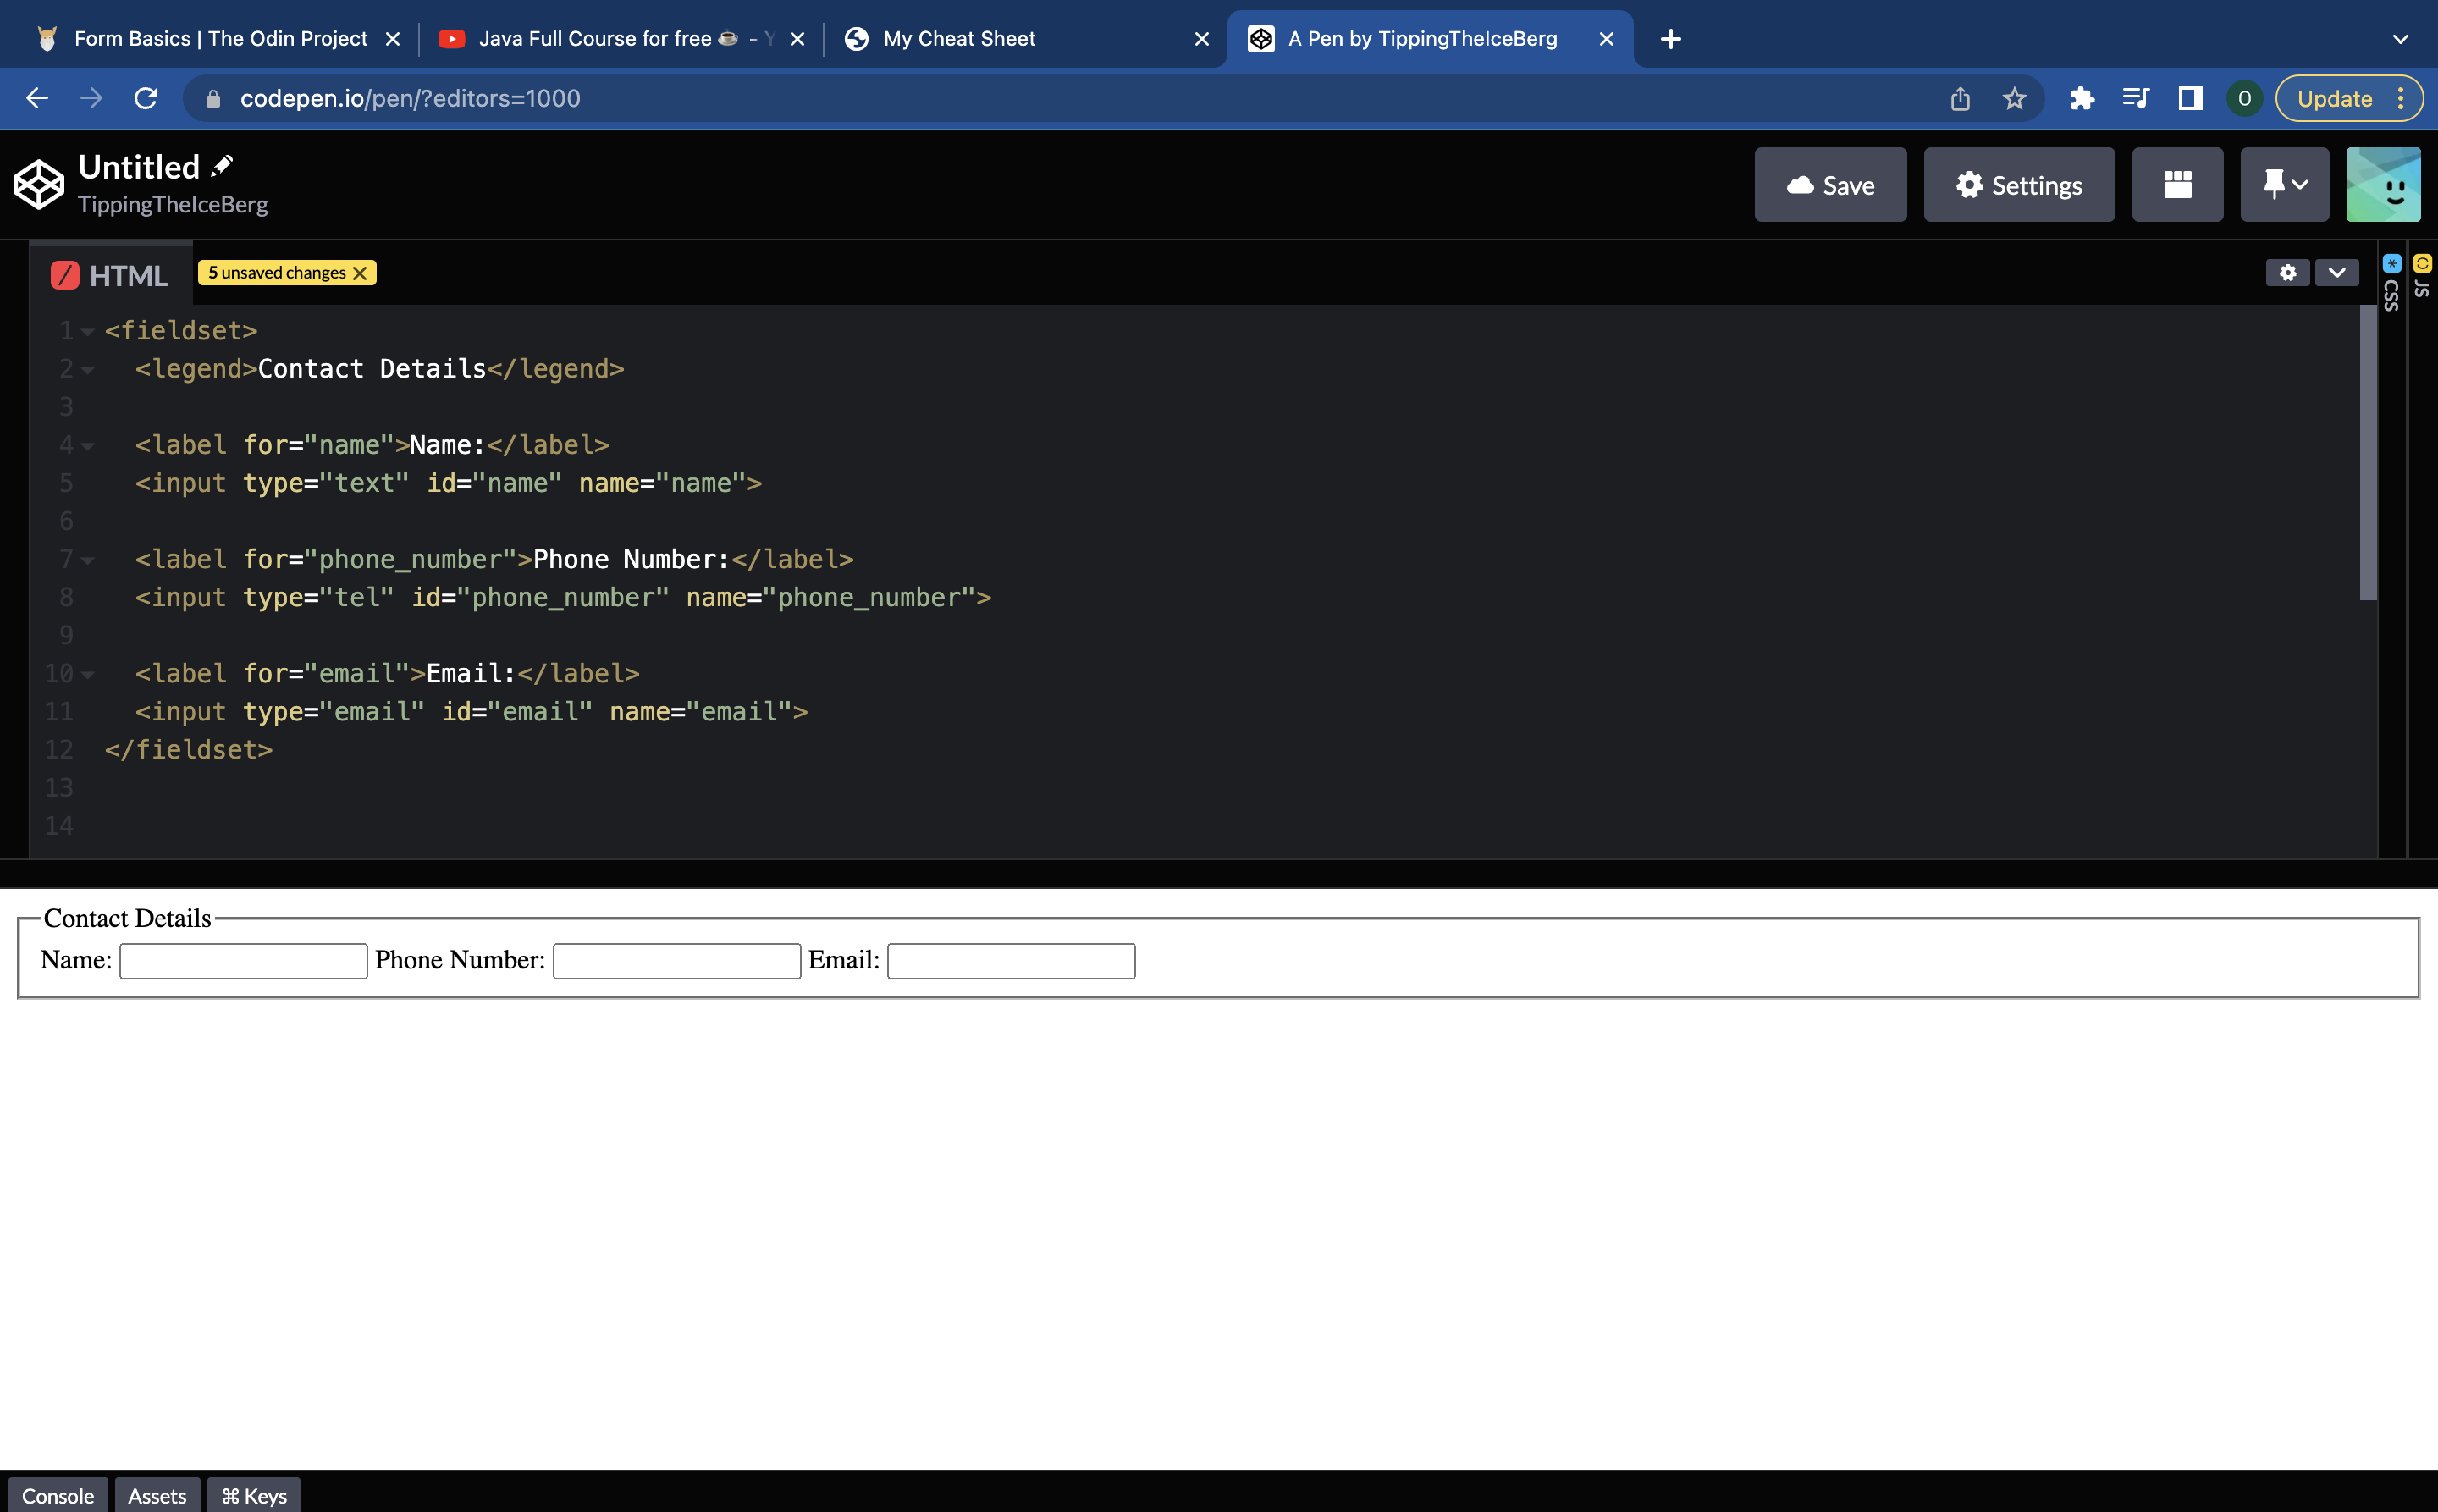 Form Basics | The Odin Project
Java Full Course for free ☕ - Y
My Cheat Sheet
A Pen by TippingTheIceBerg
codepen.io/pen/?editors=1000
O
Update
Untitled
TippingTheIceBerg
Save
Settings
HTML
5 unsaved changes
CSS
JS
1 <fieldset>
2 <legend>Contact Details</legend>
3
4 <label for="name">Name:</label>
5 <input type="text" id="name" name="name">
6
7 <label for="phone_number">Phone Number:</label>
8 <input type="tel" id="phone_number" name="phone_number">
9
10 <label for="email">Email:</label>
11 <input type="email" id="email" name="email">
12 </fieldset>
13
14
Contact Details
Name: Phone Number: Email:
Console Assets ⌘ Keys